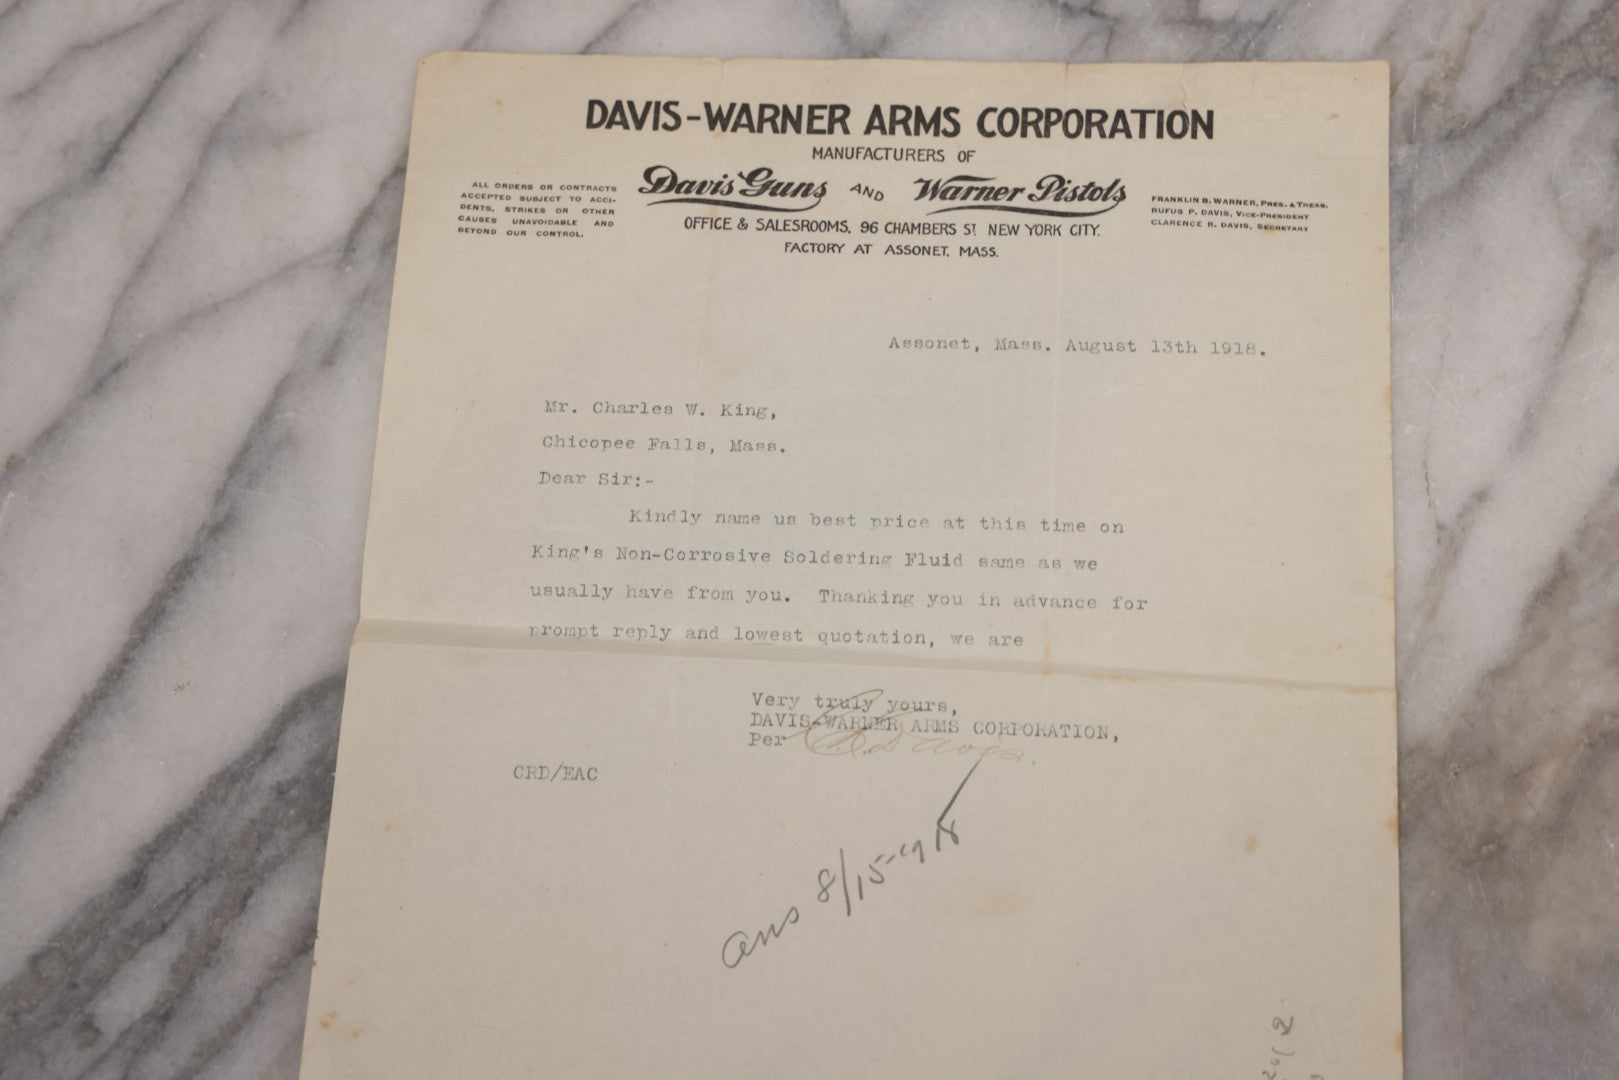 DAVIS-WARNER ARMS CORPORATION
MANUFACTURERS OF
Davis Guns AND Warner Pistols
OFFICE & SALESROOMS, 96 CHAMBERS ST. NEW YORK CITY.
FACTORY AT ASSONET, MASS.
ALL ORDERS OR CONTRACTS
ACCEPTED SUBJECT TO ACCI-
DENTS, STRIKES OR OTHER
CAUSES UNAVOIDABLE AND
BEYOND OUR CONTROL.
FRANKLIN B. WARNER, PRES. & TREAS.
RUFUS P. DAVIS, VICE-PRESIDENT
CLARENCE R. DAVIS, SECRETARY
Assonet, Mass. August 13th 1918.
Mr. Charles W. King,
Chicopee Falls, Mass.
Dear Sir:-
Kindly name us best price at this time on
King's Non-Corrosive Soldering Fluid same as we
usually have from you. Thanking you in advance for
prompt reply and lowest quotation, we are
Very truly yours,
DAVIS-WARNER ARMS CORPORATION,
Per C.R. Davis.
CRD/EAC
ans 8/15-1918